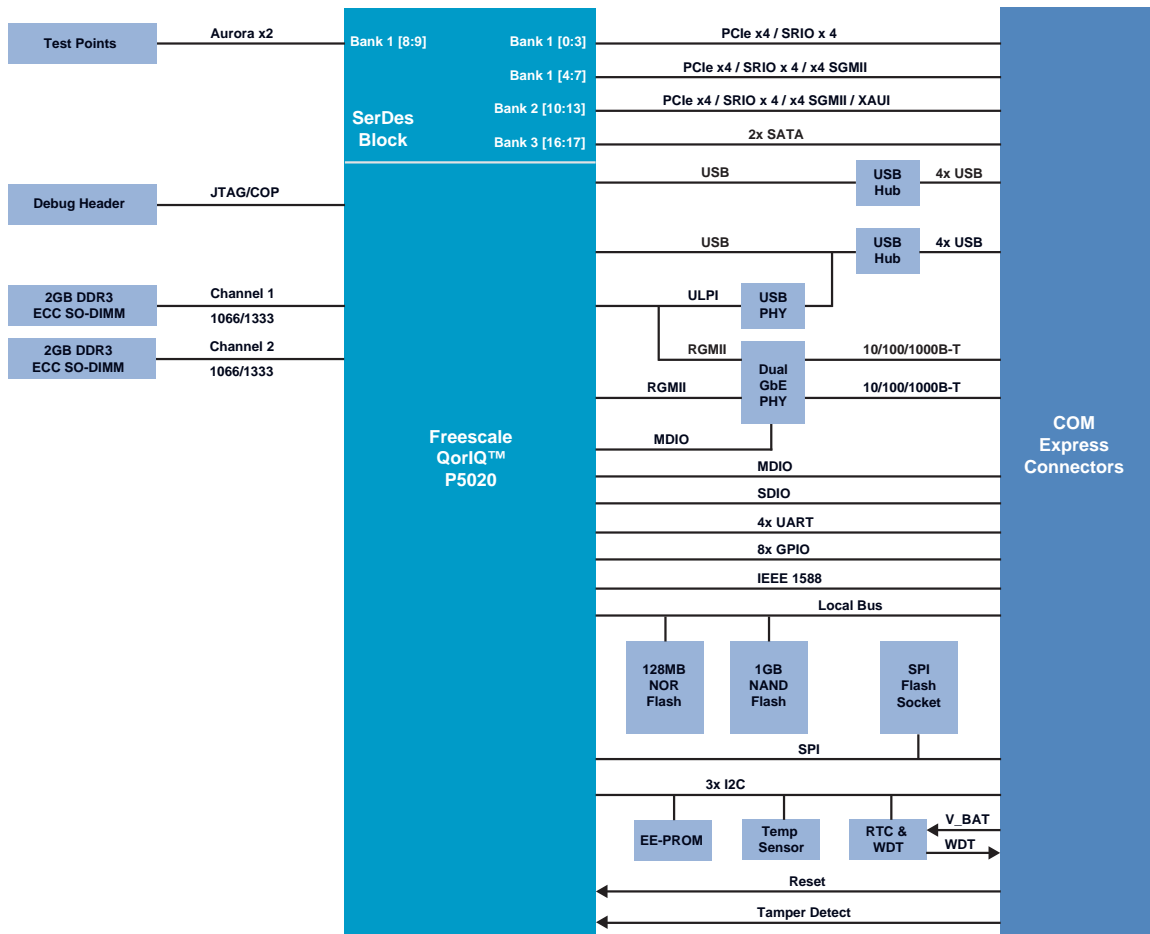 Test Points
Aurora x2
Bank 1 [8:9]
Bank 1 [0:3]
PCIe x4 / SRIO x 4
Bank 1 [4:7]
PCIe x4 / SRIO x 4 / x4 SGMII
Bank 2 [10:13]
PCIe x4 / SRIO x 4 / x4 SGMII / XAUI
SerDes
Block
Bank 3 [16:17]
2x SATA
Debug Header
JTAG/COP
USB
USB
Hub
4x USB
USB
USB
Hub
4x USB
2GB DDR3
ECC SO-DIMM
Channel 1
1066/1333
2GB DDR3
ECC SO-DIMM
Channel 2
1066/1333
ULPI
USB
PHY
RGMII
RGMII
Dual
GbE
PHY
10/100/1000B-T
10/100/1000B-T
MDIO
Freescale
QorIQ™
P5020
COM
Express
Connectors
MDIO
SDIO
4x UART
8x GPIO
IEEE 1588
Local Bus
128MB
NOR
Flash
1GB
NAND
Flash
SPI
Flash
Socket
SPI
3x I2C
EE-PROM
Temp
Sensor
RTC &
WDT
V_BAT
WDT
Reset
Tamper Detect